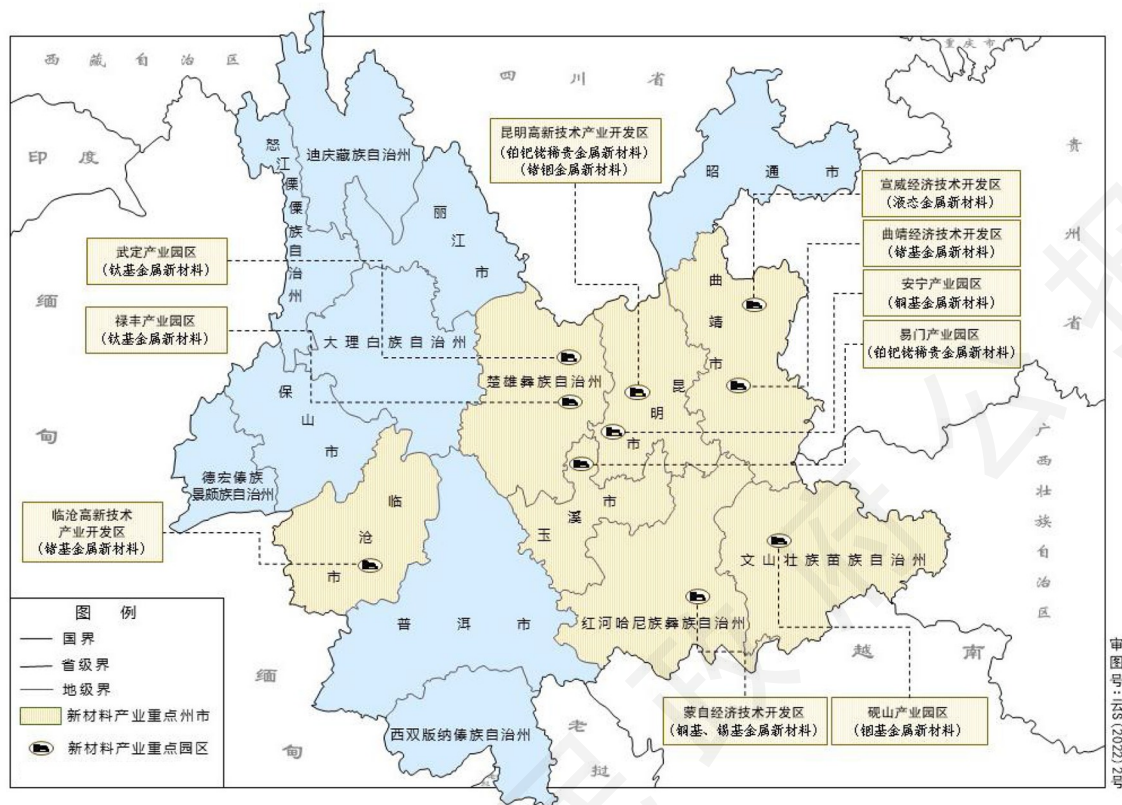 重庆市
西藏自治区
四川省
印度
贵州省
缅甸
广西壮族自治区
怒江傈僳族自治州
迪庆藏族自治州
丽江市
昭通市
昆明高新技术产业开发区
(铂钯铑稀贵金属新材料)
(锗铟金属新材料)
宣威经济技术开发区
(液态金属新材料)
曲靖经济技术开发区
(锗基金属新材料)
安宁产业园区
(铜基金属新材料)
易门产业园区
(铂钯铑稀贵金属新材料)
武定产业园区
(钛基金属新材料)
禄丰产业园区
(钛基金属新材料)
曲靖市
大理白族自治州
楚雄彝族自治州
昆明市
保山市
德宏傣族
景颇族自治州
临沧高新技术
产业开发区
(锗基金属新材料)
临沧市
玉溪市
文山壮族苗族自治州
普洱市
红河哈尼族彝族自治州
越南
缅甸
西双版纳傣族自治州
老挝
蒙自经济技术开发区
(铜基、锡基金属新材料)
砚山产业园区
(铟基金属新材料)
图例
国界
省级界
地级界
新材料产业重点州市
新材料产业重点园区
审图号:云S(2022)2号
政府公报